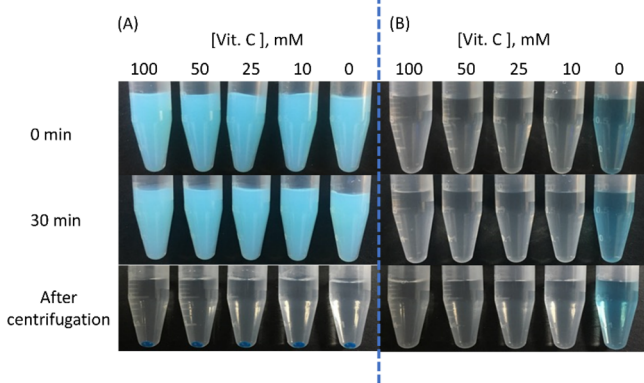 (A)
[Vit. C ], mM
100 50 25 10 0
(B)
[Vit. C ], mM
100 50 25 10 0
0 min
30 min
After
centrifugation